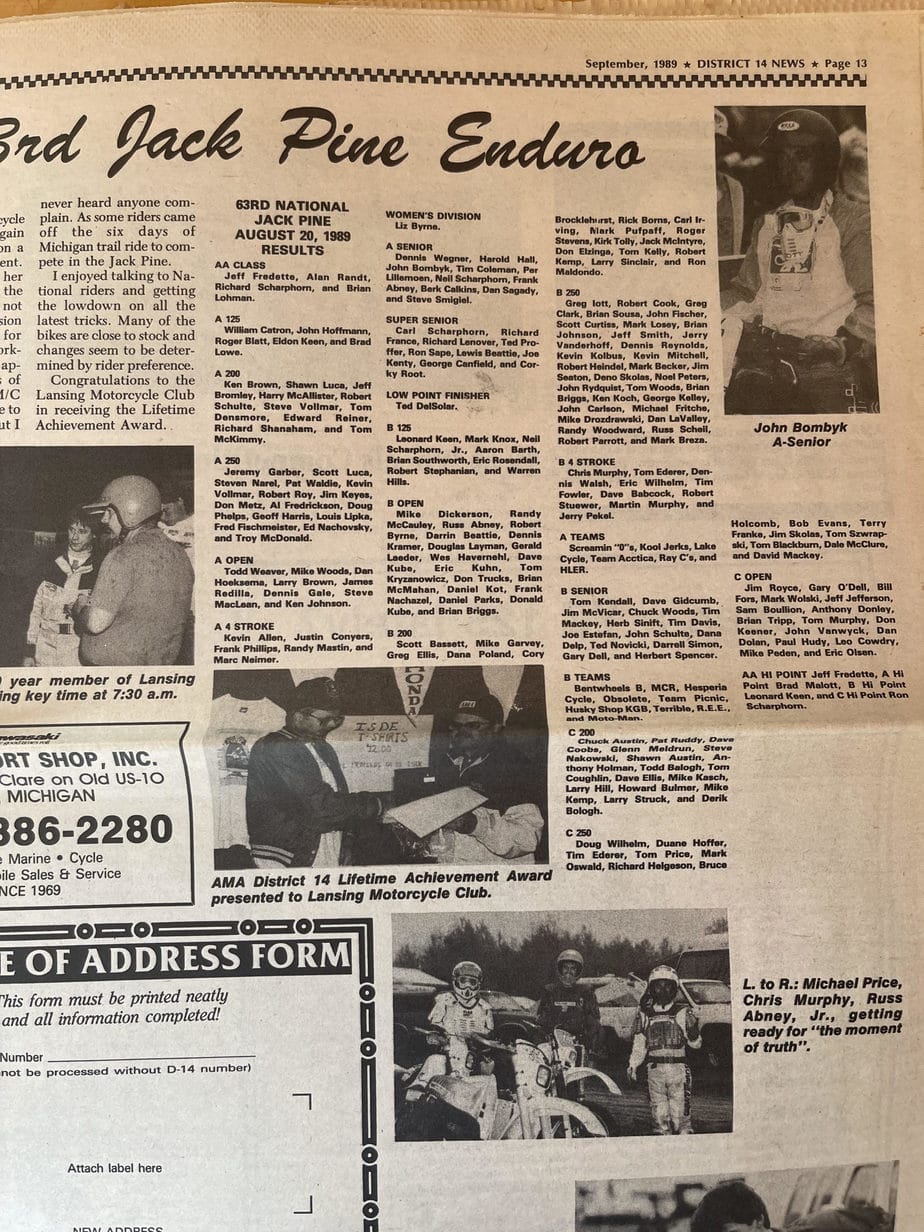 September, 1989 ★ DISTRICT 14 NEWS ★ Page 13
3rd Jack Pine Enduro
never heard anyone com-
plain. As some riders came
off the six days of
Michigan trail ride to com-
pete in the Jack Pine.
I enjoyed talking to Na-
tional riders and getting
the lowdown on all the
latest tricks. Many of the
bikes are close to stock and
changes seem to be deter-
mined by rider preference.
Congratulations to the
Lansing Motorcycle Club
in receiving the Lifetime
Achievement Award.
year member of Lansing
ing key time at 7:30 a.m.
63RD NATIONAL
JACK PINE
AUGUST 20, 1989
RESULTS
AA CLASS
Jeff Fredette, Alan Randt,
Richard Scharphorn, and Brian
Lohman.
A 125
William Catron, John Hoffmann,
Roger Blatt, Eldon Keen, and Brad
Lowe.
A 200
Ken Brown, Shawn Luca, Jeff
Bromley, Harry McAllister, Robert
Schulte, Steve Vollmar, Tom
Densmore, Edward Reiner,
Richard Shanahan, and Tom
McKimmy.
A 250
Jeremy Garber, Scott Luca,
Steven Narel, Pat Waldie, Kevin
Vollmar, Robert Roy, Jim Keyes,
Don Metz, Al Fredrickson, Doug
Phelps, Geoff Harris, Louis Lipka,
Fred Fischmeister, Ed Nachovsky,
and Troy McDonald.
A OPEN
Todd Weaver, Mike Woods, Dan
Hoeksema, Larry Brown, James
Redilla, Dennis Gale, Steve
MacLean, and Ken Johnson.
A 4 STROKE
Kevin Allen, Justin Conyers,
Frank Phillips, Randy Mastin, and
Marc Neimer.
WOMEN'S DIVISION
Liz Byrne.
A SENIOR
Dennis Wegner, Harold Hall,
John Bombyk, Tim Coleman, Per
Lillemoen, Neil Scharphorn, Frank
Abney, Berk Calkins, Dan Sagady,
and Steve Smigiel.
SUPER SENIOR
Carl Scharphorn, Richard
France, Richard Lenover, Ted Pro-
ffer, Ron Sape, Lewis Beattie, Joe
Kenty, George Canfield, and Cor-
ky Root.
LOW POINT FINISHER
Ted DelSolar.
B 125
Leonard Keen, Mark Knox, Neil
Scharphorn, Jr., Aaron Barth,
Brian Southworth, Eric Rosendall,
Robert Stephanian, and Warren
Hills.
B OPEN
Mike Dickerson, Randy
McCauley, Russ Abney, Robert
Byrne, Darrin Beattie, Dennis
Kramer, Douglas Layman, Gerald
Leeder, Wes Havernehl, Dave
Kube, Eric Kuhn, Tom
Kryzanowicz, Don Trucks, Brian
McMahan, Daniel Kot, Frank
Nachazel, Daniel Parks, Donald
Kube, and Brian Briggs.
B 200
Scott Bassett, Mike Garvey,
Greg Ellis, Dana Poland, Cory
Brocklehurst, Rick Borns, Carl Ir-
ving, Mark Pufpaff, Roger
Stevens, Kirk Tolly, Jack McIntyre,
Don Elzinga, Tom Kelly, Robert
Kemp, Larry Sinclair, and Ron
Maldondo.
B 250
Greg Iott, Robert Cook, Greg
Clark, Brian Sousa, John Fischer,
Scott Curtiss, Mark Losey, Brian
Johnson, Jeff Smith, Jerry
Vanderhoff, Dennis Reynolds,
Kevin Kolbus, Kevin Mitchell,
Robert Heindel, Mark Becker, Jim
Seaton, Deno Skolas, Noel Peters,
John Rydquist, Tom Woods, Brian
Briggs, Ken Koch, George Kelley,
John Carlson, Michael Fritche,
Mike Drozdrawski, Dan LaValley,
Randy Woodward, Russ Scheil,
Robert Parrott, and Mark Breza.
B 4 STROKE
Chris Murphy, Tom Ederer, Den-
nis Walsh, Eric Wilhelm, Tim
Fowler, Dave Babcock, Robert
Stuewer, Martin Murphy, and
Jerry Pekel.
A TEAMS
Screamin "0"s, Kool Jerks, Lake
Cycle, Team Acctica, Ray C's, and
HLER.
B SENIOR
Tom Kendall, Dave Gidcumb,
Jim McVicar, Chuck Woods, Tim
Mackey, Herb Sinift, Tim Davis,
Joe Estefan, John Schulte, Dana
Delp, Ted Novicki, Darrell Simon,
Gary Dell, and Herbert Spencer.
B TEAMS
Bentwheels B, MCR, Hesperia
Cycle, Obsolete, Team Picnic,
Husky Shop KGB, Terrible, R.E.E.,
and Moto-Man.
C 200
Chuck Austin, Pat Ruddy, Dave
Coobs, Glenn Meldrun, Steve
Nakowski, Shawn Austin, An-
thony Holman, Todd Balogh, Tom
Coughlin, Dave Ellis, Mike Kasch,
Larry Hill, Howard Bulmer, Mike
Kemp, Larry Struck, and Derik
Bologh.
C 250
Doug Wilhelm, Duane Hoffer,
Tim Ederer, Tom Price, Mark
Oswald, Richard Helgeson, Bruce
John Bombyk
A-Senior
Holcomb, Bob Evans, Terry
Franke, Jim Skolas, Tom Szwrap-
ski, Tom Blackburn, Dale McClure,
and David Mackey.
C OPEN
Jim Royce, Gary O'Dell, Bill
Fors, Mark Wolski, Jeff Jefferson,
Sam Boullion, Anthony Donley,
Brian Tripp, Tom Murphy, Don
Keener, John Vanwyck, Dan
Dolan, Paul Hudy, Leo Cowdry,
Mike Peden, and Eric Olsen.
AA HI POINT Jeff Fredette, A Hi
Point Brad Malott, B Hi Point
Leonard Keen, and C Hi Point Ron
Scharphorn.
HONDA
ISDE
T-SHIRTS
12.00
AMA District 14 Lifetime Achievement Award
presented to Lansing Motorcycle Club.
ORT SHOP, INC.
Clare on Old US-10
MICHIGAN
386-2280
Marine • Cycle
ile Sales & Service
NCE 1969
E OF ADDRESS FORM
This form must be printed neatly
and all information completed!
Number
not be processed without D-14 number)
Attach label here
NEW ADDRESS
L. to R.: Michael Price,
Chris Murphy, Russ
Abney, Jr., getting
ready for "the moment
of truth".